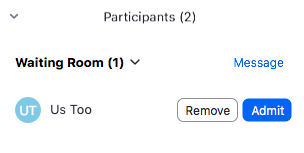 Participants (2)
Waiting Room (1) Message
UT Us Too Remove Admit